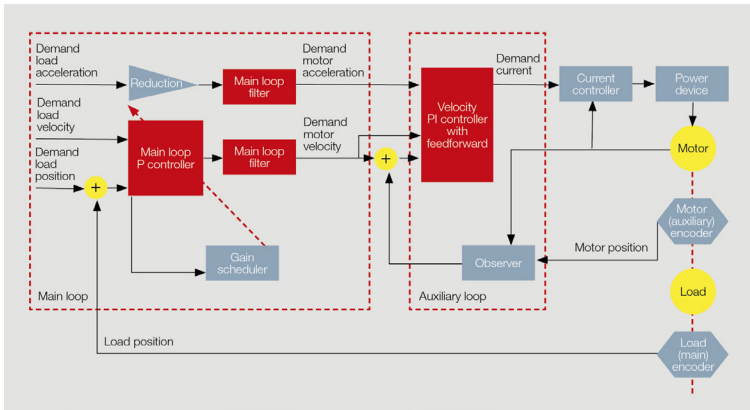 Demand
load
acceleration
Reduction
Main loop
filter
Demand
motor
acceleration
Demand
load
velocity
Demand
load
position
+
Main loop
P controller
Main loop
filter
Demand
motor
velocity
+
Gain
scheduler
Main loop
Velocity
PI controller
with
feedforward
Demand
current
Observer
Auxiliary loop
Current
controller
Power
device
Motor
Motor
(auxiliary)
encoder
Motor position
Load
Load
(main)
encoder
Load position